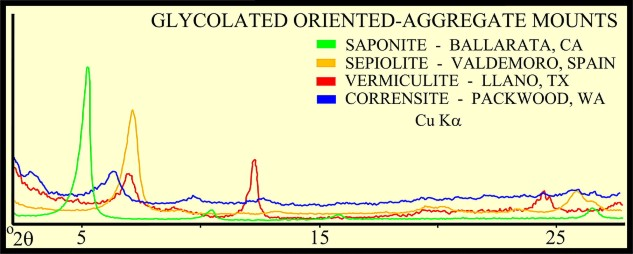 GLYCOLATED ORIENTED-AGGREGATE MOUNTS
SAPONITE - BALLARATA, CA
SEPIOLITE - VALDEMORO, SPAIN
VERMICULITE - LLANO, TX
CORRENSITE - PACKWOOD, WA
Cu Kα
°2θ 5 15 25